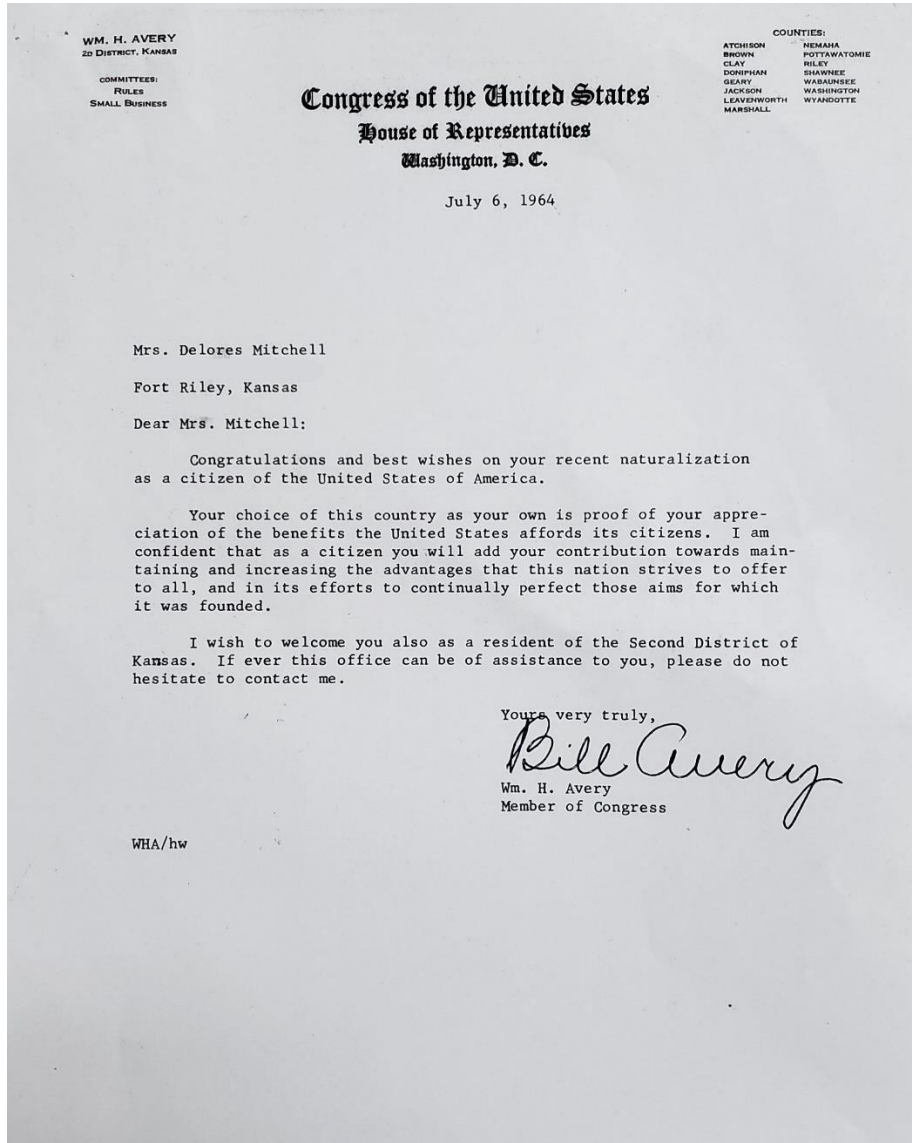 WM. H. AVERY
2D DISTRICT, KANSAS
COMMITTEES:
RULES
SMALL BUSINESS
COUNTIES:
ATCHISON NEMAHA
BROWN POTTAWATOMIE
CLAY RILEY
DONIPHAN SHAWNEE
GEARY WABAUNSEE
JACKSON WASHINGTON
LEAVENWORTH WYANDOTTE
MARSHALL
Congress of the United States
House of Representatives
Washington, D. C.
July 6, 1964
Mrs. Delores Mitchell
Fort Riley, Kansas
Dear Mrs. Mitchell:
Congratulations and best wishes on your recent naturalization
as a citizen of the United States of America.
Your choice of this country as your own is proof of your appre-
ciation of the benefits the United States affords its citizens. I am
confident that as a citizen you will add your contribution towards main-
taining and increasing the advantages that this nation strives to offer
to all, and in its efforts to continually perfect those aims for which
it was founded.
I wish to welcome you also as a resident of the Second District of
Kansas. If ever this office can be of assistance to you, please do not
hesitate to contact me.
Yours very truly,
Bill Avery
Wm. H. Avery
Member of Congress
WHA/hw